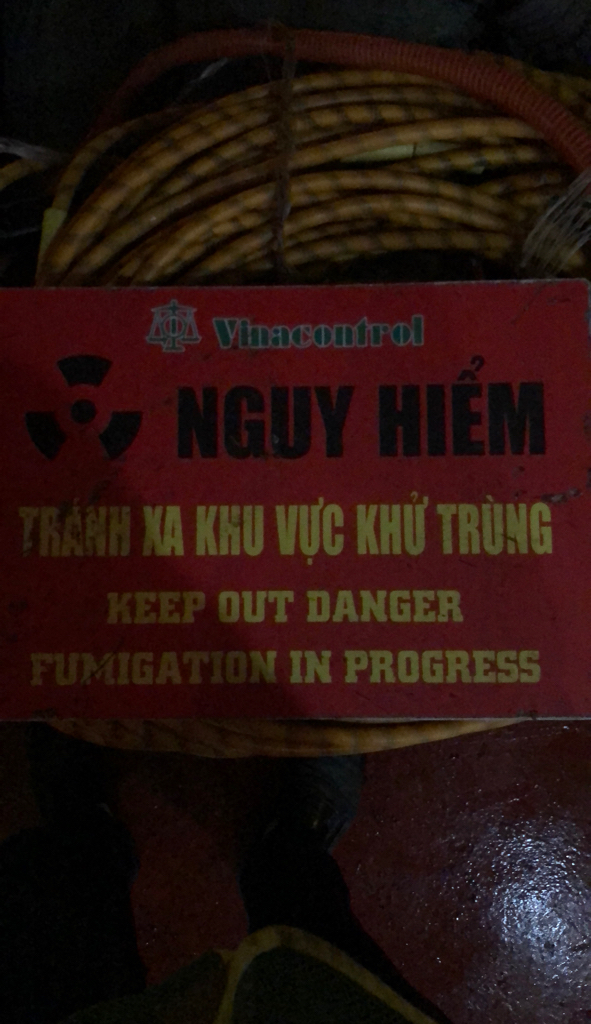 Vinacontrol
NGUY HIỂM
TRÁNH XA KHU VỰC KHỬ TRÙNG
KEEP OUT DANGER
FUMIGATION IN PROGRESS